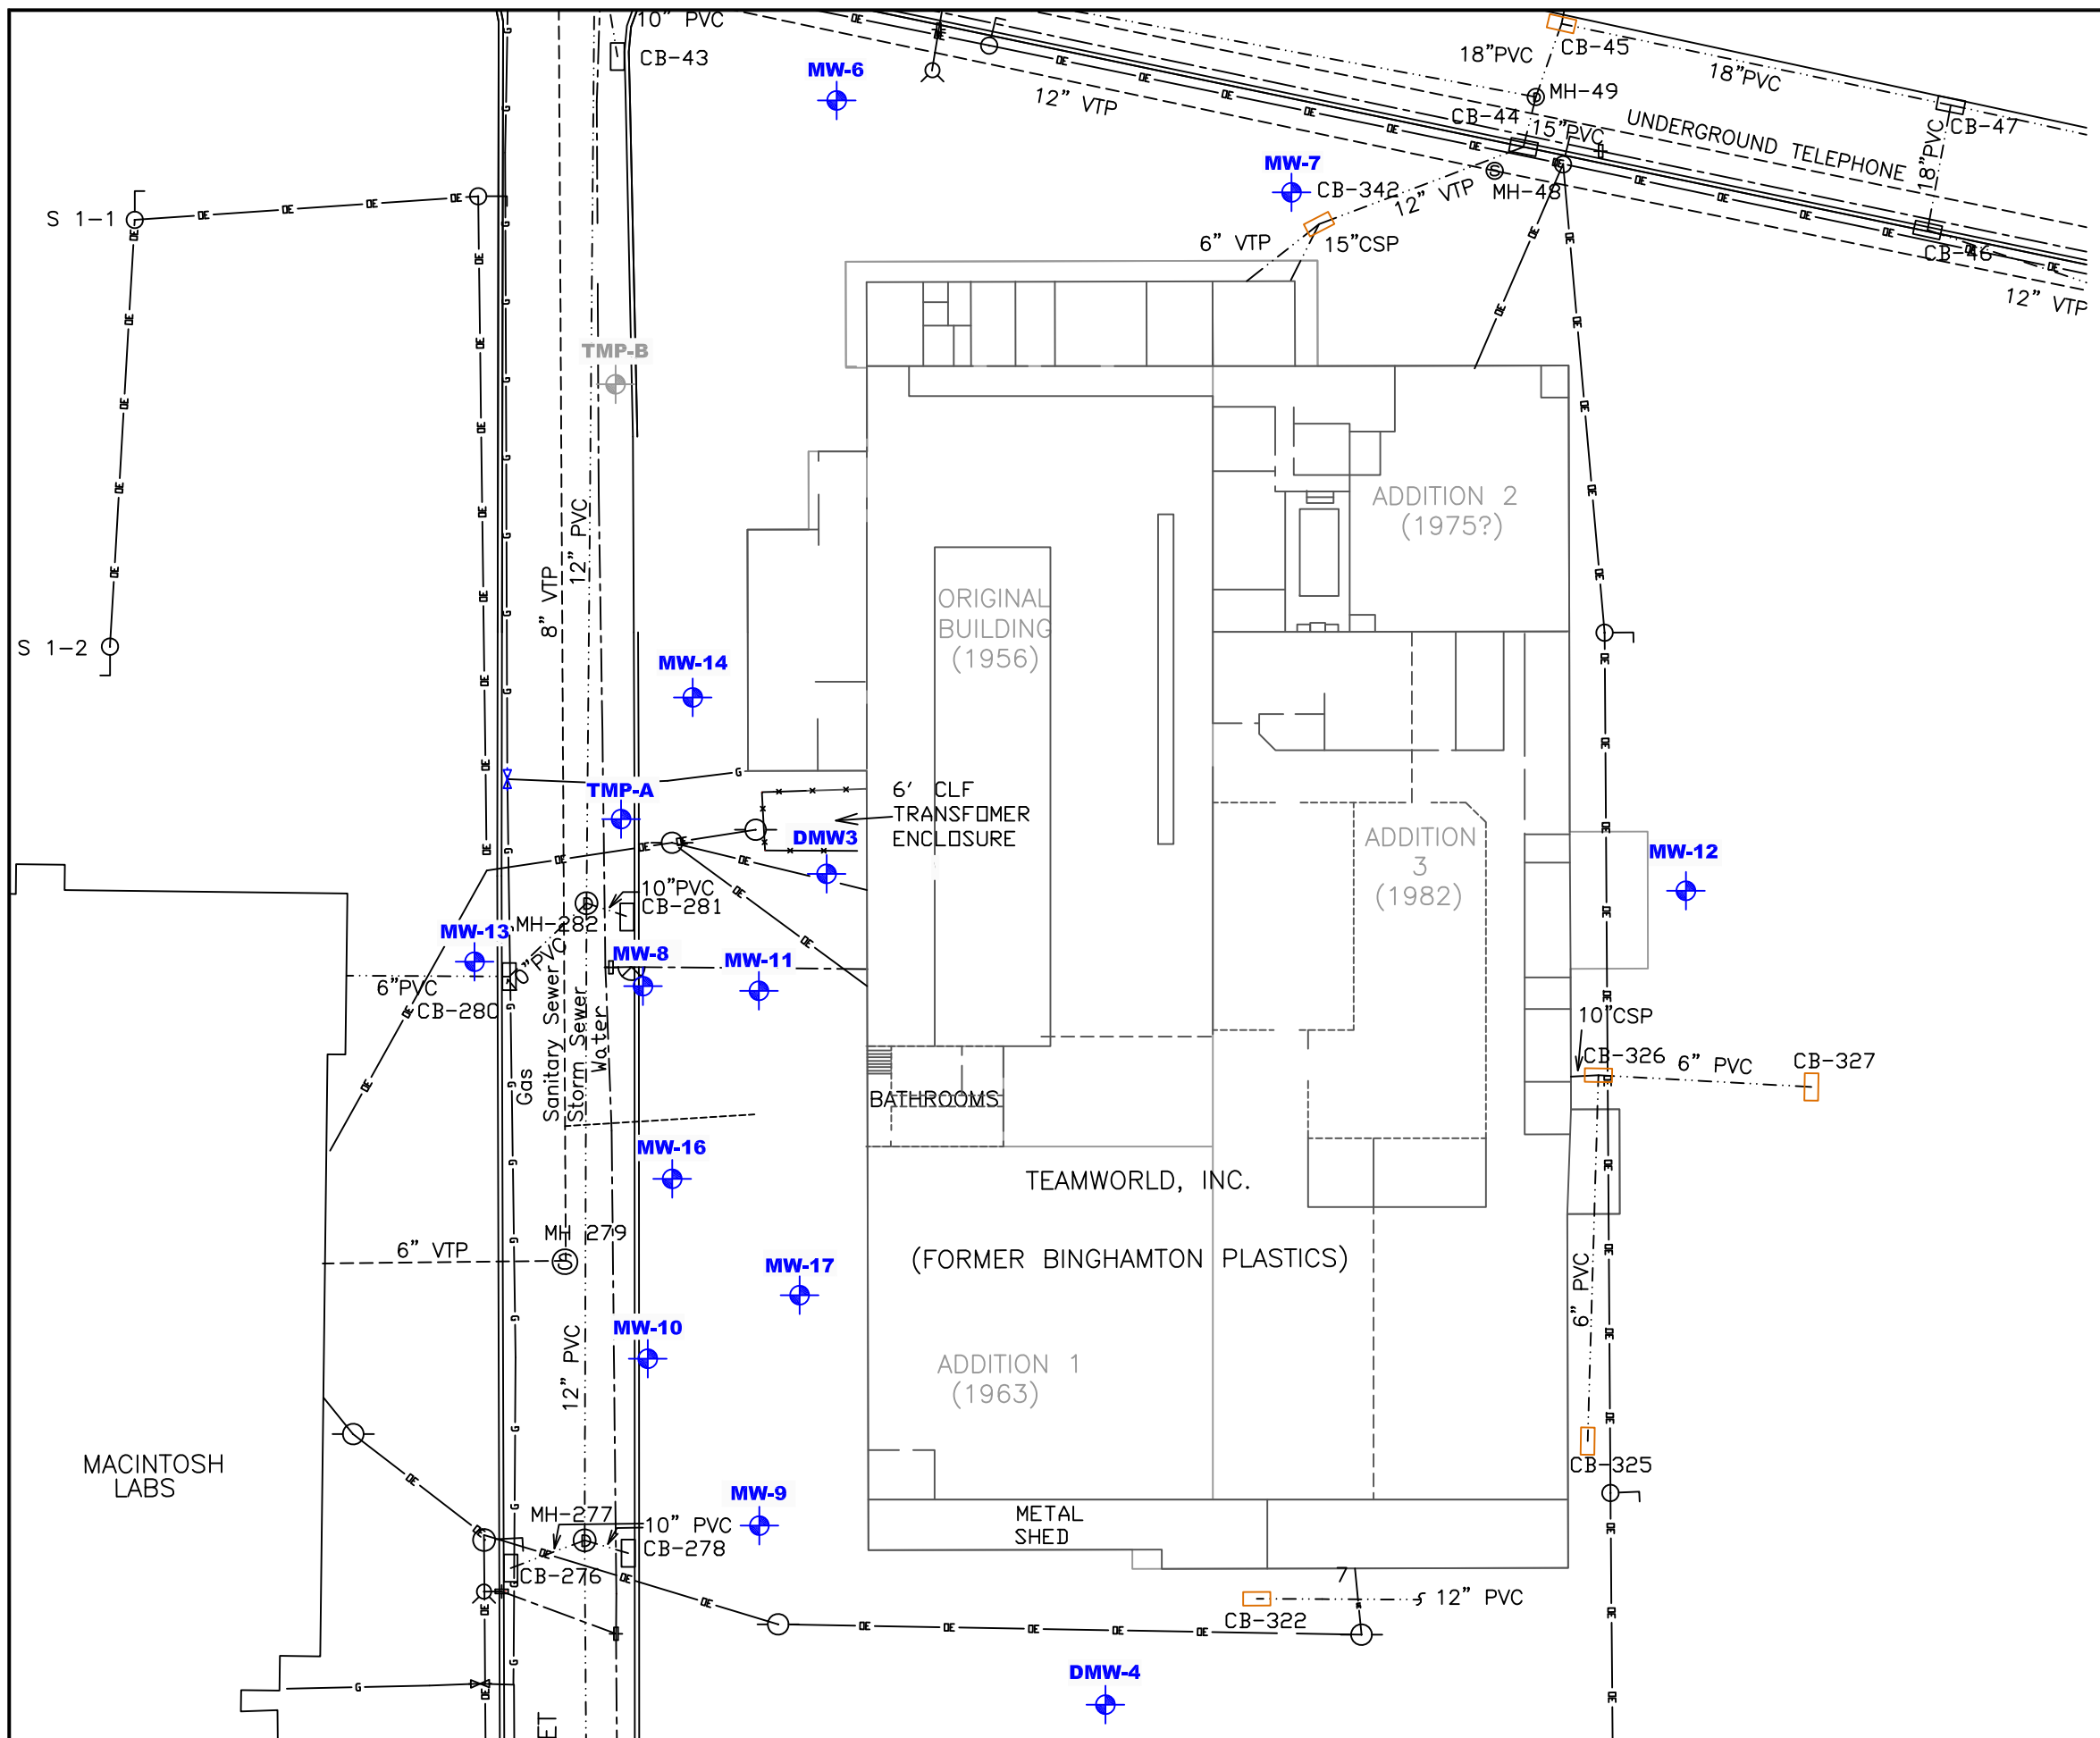 10" PVC
CB-43
MW-6
12" VTP
18"PVC
CB-45
18"PVC
MH-49
CB-44
15"PVC
UNDERGROUND TELEPHONE
CB-47
18"PVC
MW-7
CB-342
12" VTP
MH-48
S 1-1
6" VTP
15"CSP
CB-46
12" VTP
TMP-B
ADDITION 2
(1975?)
12" PVC
8" VTP
ORIGINAL
BUILDING
(1956)
S 1-2
MW-14
TMP-A
6' CLF
TRANSFOMER
ENCLOSURE
DMW3
ADDITION
3
(1982)
MW-12
10"PVC
CB-281
MH-282
MW-13
MW-8
MW-11
10"PVC
6"PVC
CB-280
Gas
Sanitary Sewer
Storm Sewer
Water
10"CSP
CB-326
6" PVC
CB-327
BATHROOMS
MW-16
TEAMWORLD, INC.
MH 279
6" VTP
(FORMER BINGHAMTON PLASTICS)
MW-17
6" PVC
MW-10
12" PVC
ADDITION 1
(1963)
MACINTOSH
LABS
CB-325
MW-9
METAL
SHED
MH-277
10" PVC
CB-278
CB-276
12" PVC
CB-322
DMW-4
ET